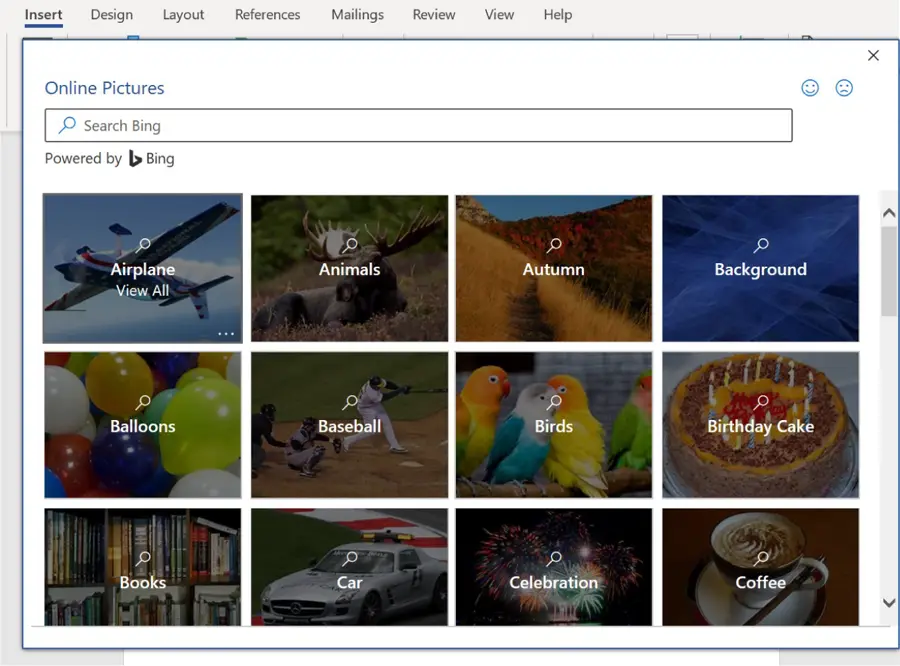 Insert Design Layout References Mailings Review View Help
Online Pictures
Search Bing
Powered by Bing
Airplane
View All
Animals
Autumn
Background
Balloons
Baseball
Birds
Birthday Cake
Books
Car
Celebration
Coffee